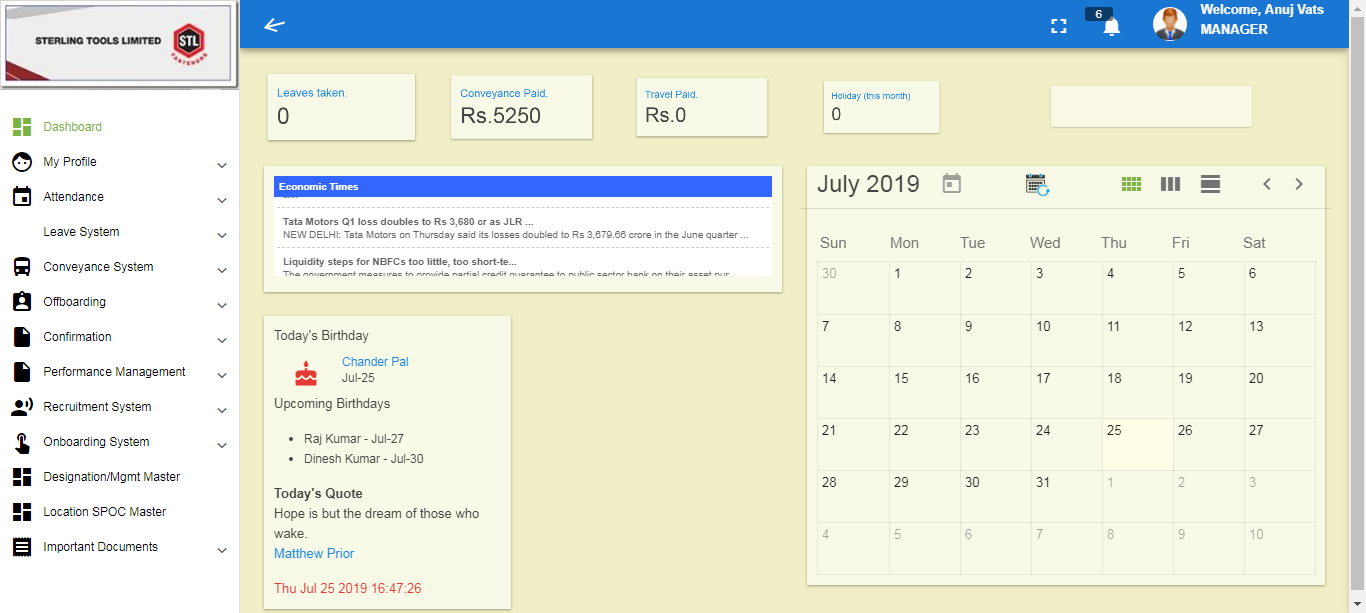 STERLING TOOLS LIMITED
STL
FASTENERS
6
Welcome, Anuj Vats
MANAGER
Dashboard
My Profile
Attendance
Leave System
Conveyance System
Offboarding
Confirmation
Performance Management
Recruitment System
Onboarding System
Designation/Mgmt Master
Location SPOC Master
Important Documents
Leaves taken.
0
Conveyance Paid.
Rs.5250
Travel Paid.
Rs.0
Holiday (this month)
0
Economic Times
Tata Motors Q1 loss doubles to Rs 3,680 cr as JLR ...
NEW DELHI: Tata Motors on Thursday said its losses doubled to Rs 3,679.66 crore in the June quarter ...
Liquidity steps for NBFCs too little, too short-te...
The government measures to provide partial credit guarantee to public sector bank on their asset pur
Today's Birthday
Chander Pal
Jul-25
Upcoming Birthdays
Raj Kumar - Jul-27
Dinesh Kumar - Jul-30
Today's Quote
Hope is but the dream of those who
wake.
Matthew Prior
Thu Jul 25 2019 16:47:26
July 2019
Sun Mon Tue Wed Thu Fri Sat
30 1 2 3 4 5 6
7 8 9 10 11 12 13
14 15 16 17 18 19 20
21 22 23 24 25 26 27
28 29 30 31 1 2 3
4 5 6 7 8 9 10